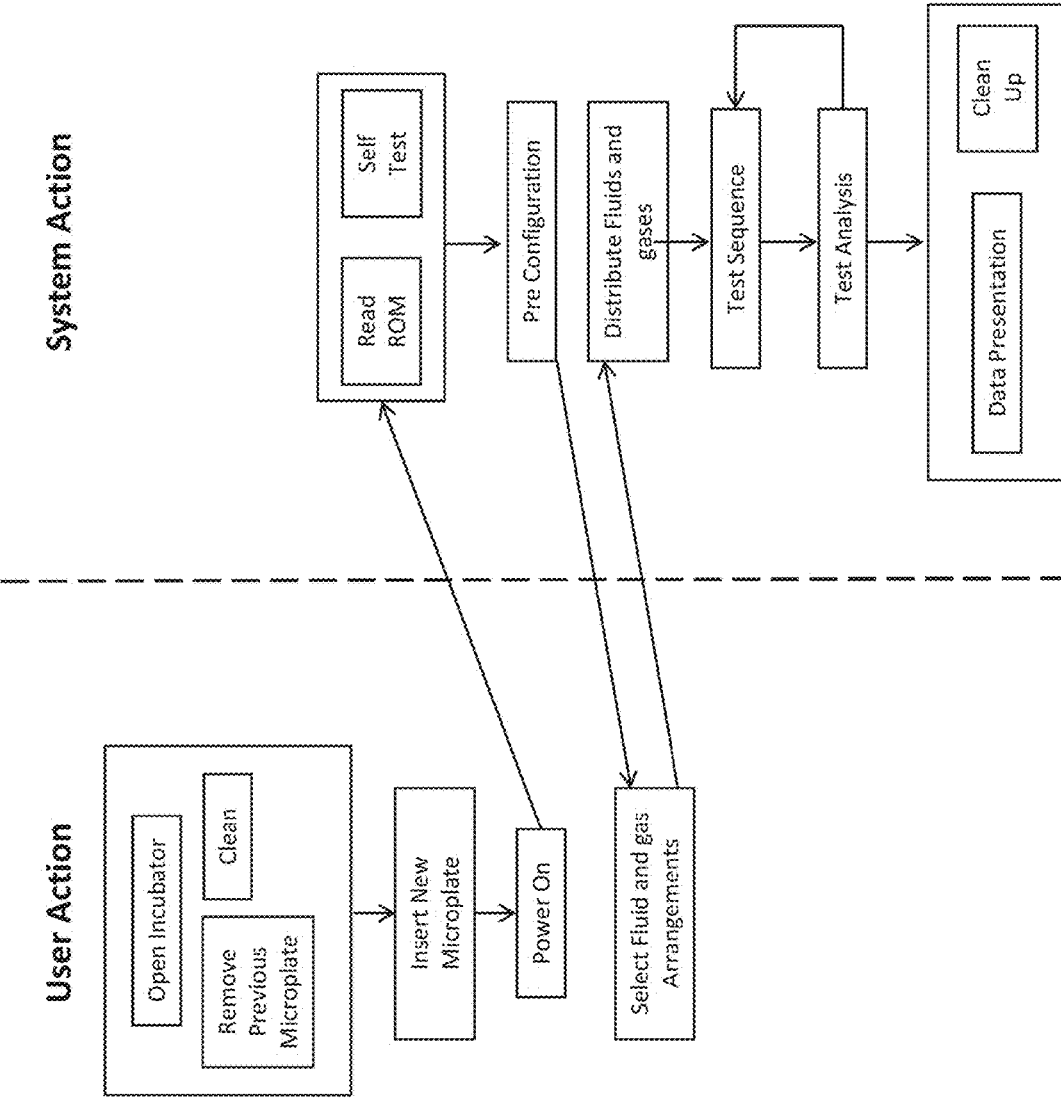 User Action
Open Incubator
Remove
Previous
Microplate
Clean
Insert New
Microplate
Power On
Select Fluid and gas
Arrangements
System Action
Read
ROM
Self
Test
Pre Configuration
Distribute Fluids and
gases
Test Sequence
Test Analysis
Data Presentation
Clean
Up